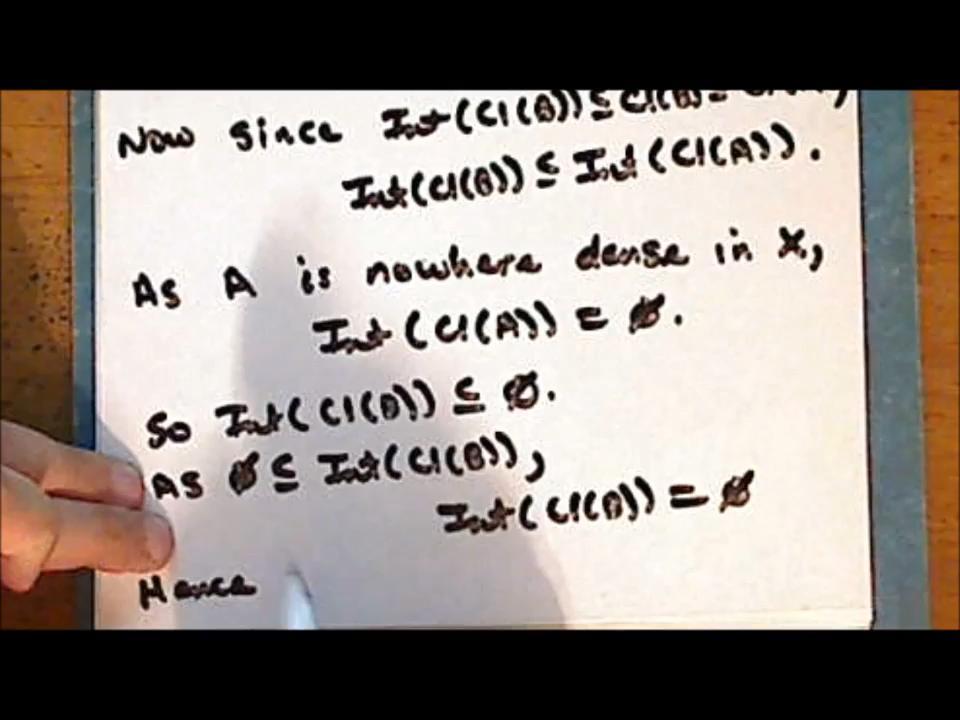 Now since Int(Cl(B)) ⊆ Cl(B) ⊆
Int(Cl(B)) ⊆ Int(Cl(A)).
As A is nowhere dense in X,
Int(Cl(A)) = ∅.
So Int(Cl(B)) ⊆ ∅.
As ∅ ⊆ Int(Cl(B)),
Int(Cl(B)) = ∅
Hence